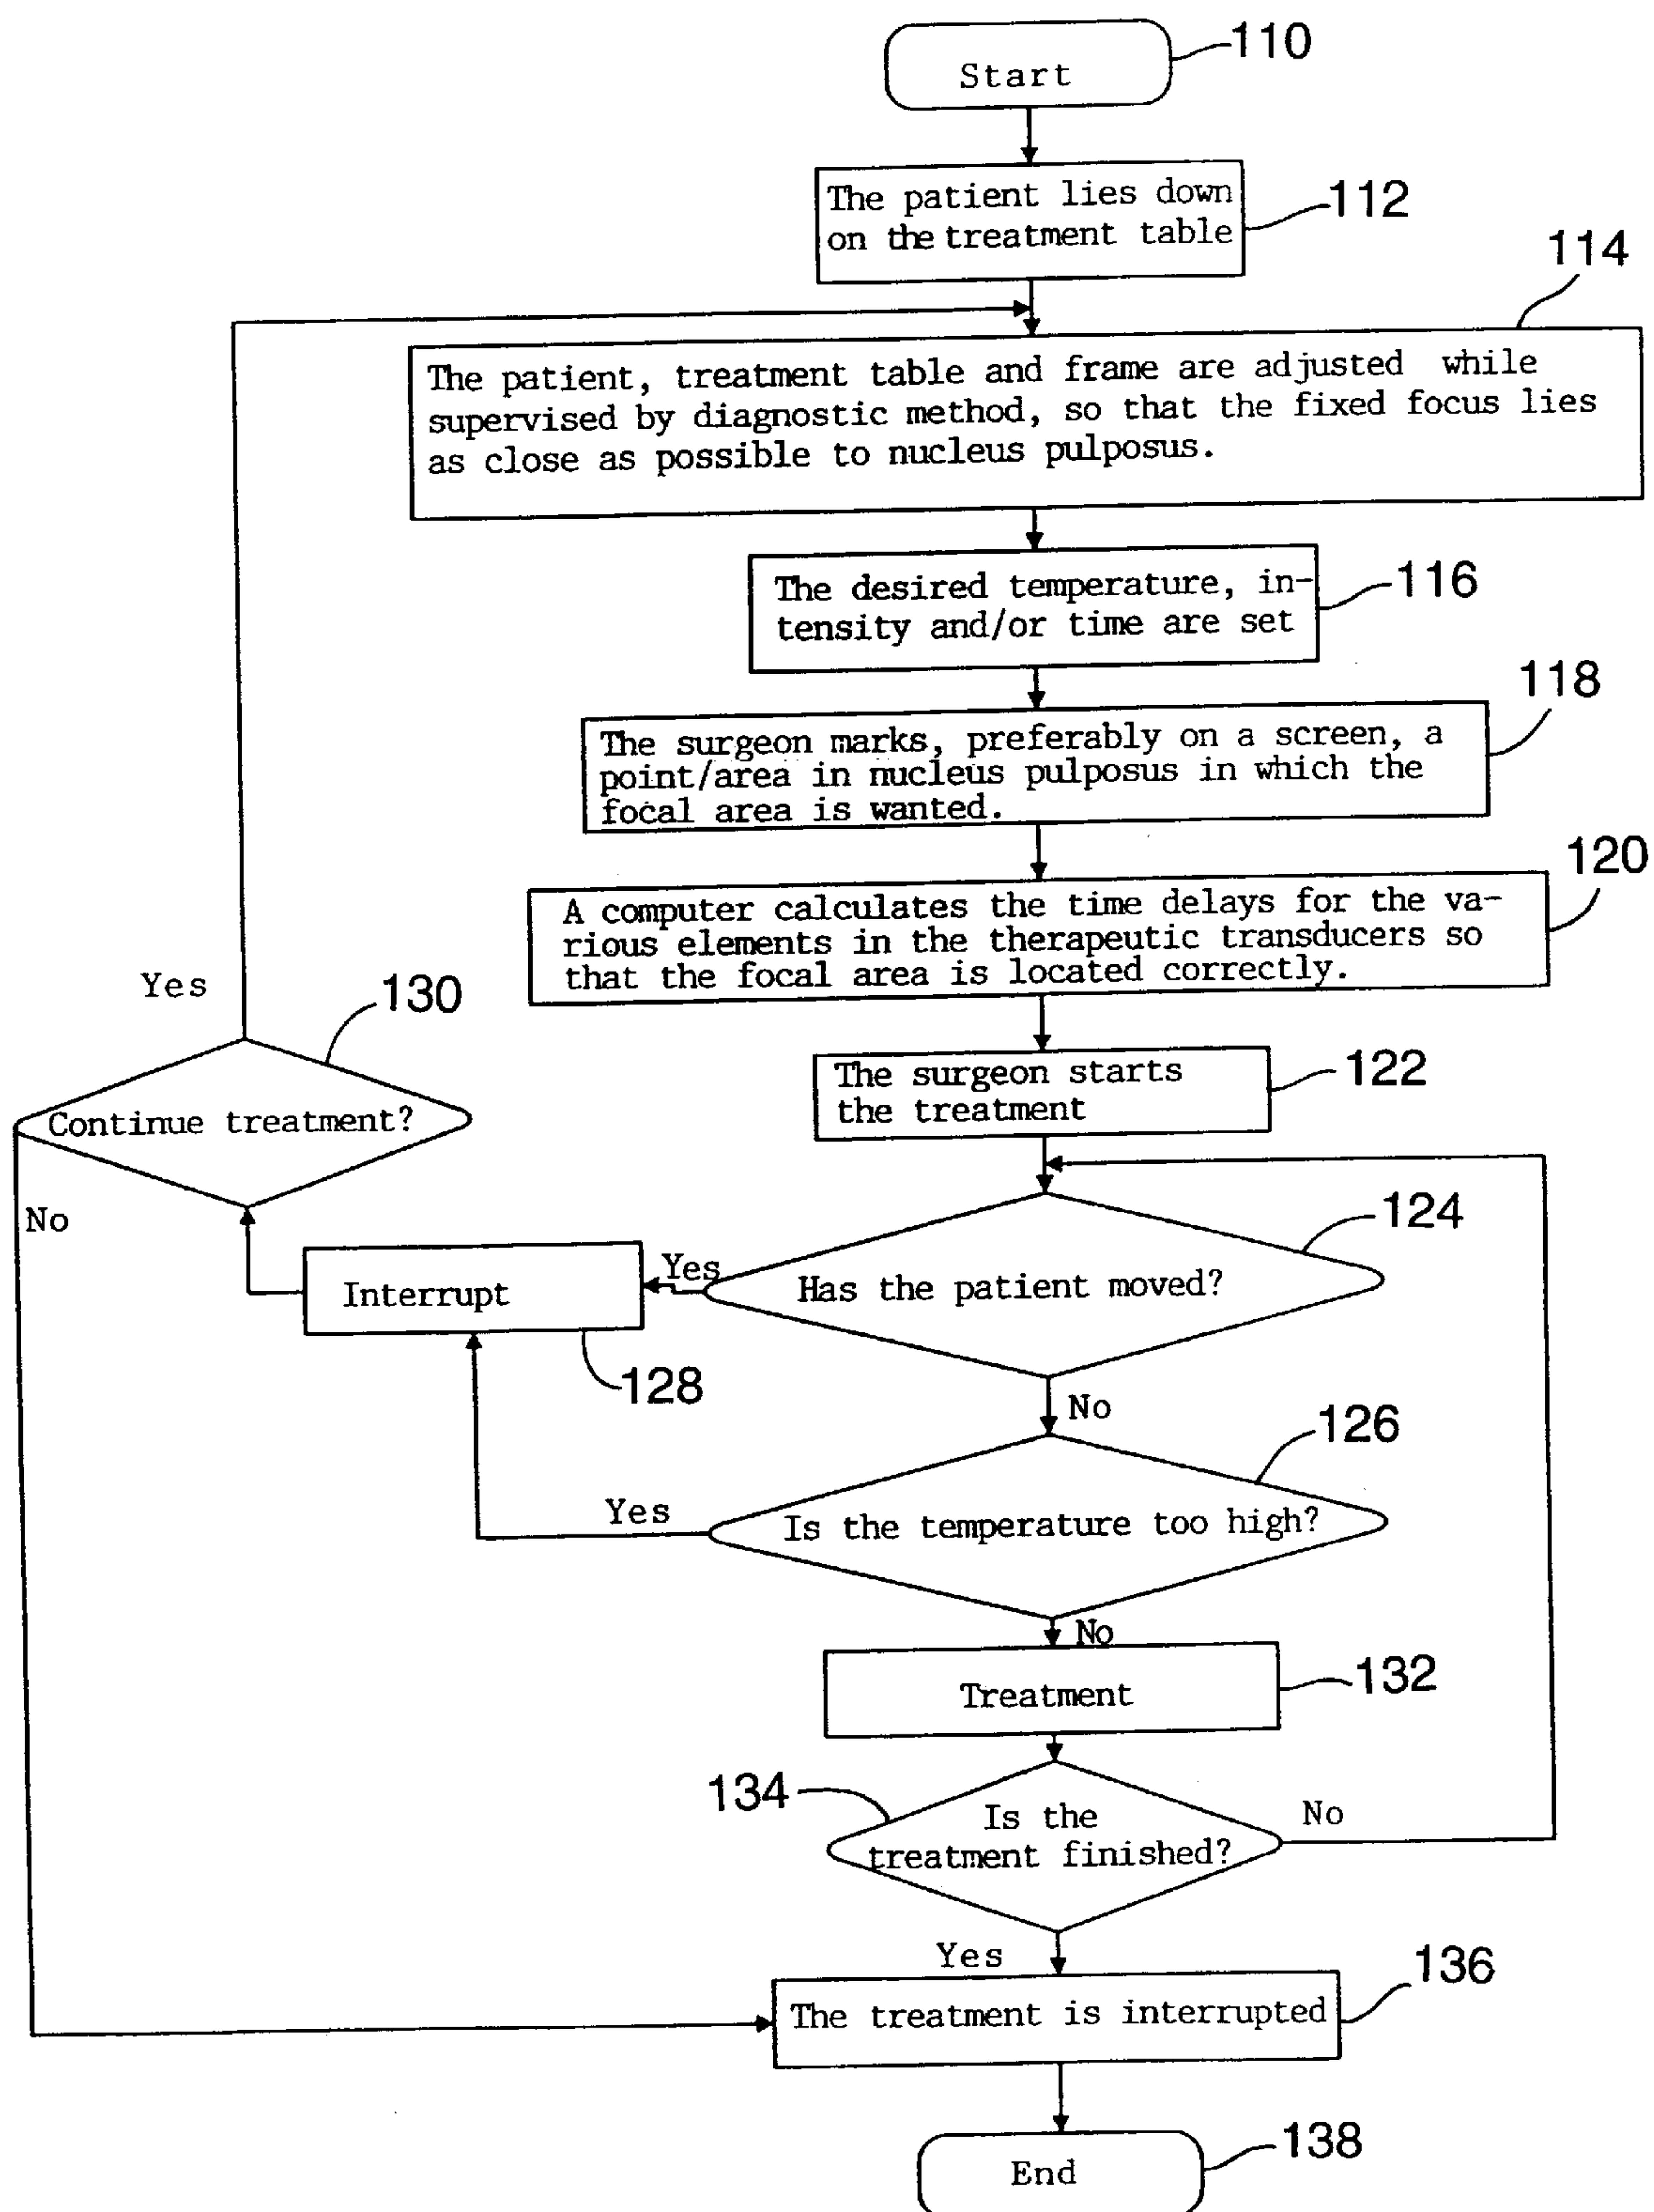 110
Start
The patient lies down
on the treatment table
112
114
The patient, treatment table and frame are adjusted while
supervised by diagnostic method, so that the fixed focus lies
as close as possible to nucleus pulposus.
The desired temperature, in-
tensity and/or time are set
116
118
The surgeon marks, preferably on a screen, a
point/area in nucleus pulposus in which the
focal area is wanted.
120
A computer calculates the time delays for the va-
rious elements in the therapeutic transducers so
that the focal area is located correctly.
Yes
130
The surgeon starts
the treatment
122
Continue treatment?
No
124
Yes
Has the patient moved?
Interrupt
128
No
126
Yes
Is the temperature too high?
No
Treatment
132
134
Is the
treatment finished?
No
Yes
136
The treatment is interrupted
138
End